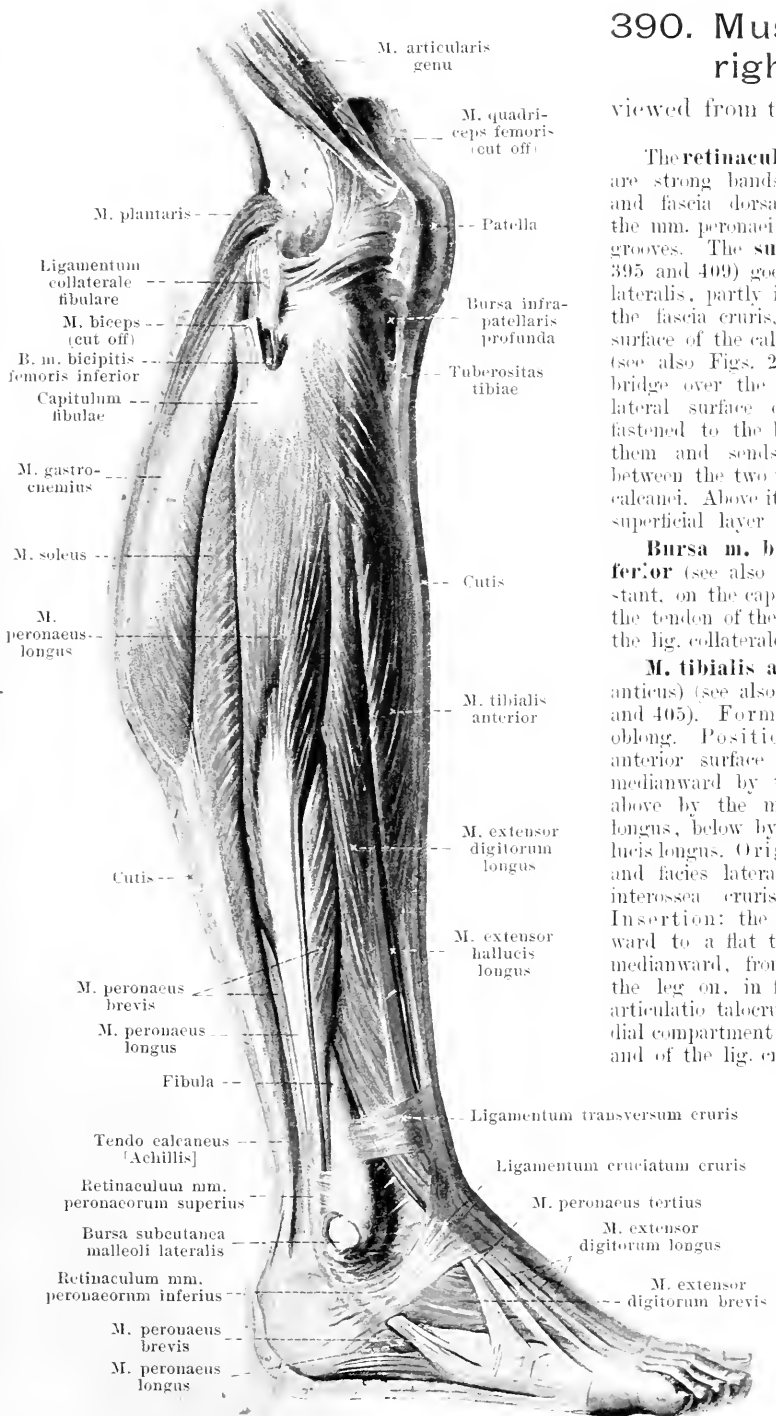 M. articularis
genu
M. quadri-
ceps femoris
(cut off)
M. plantaris
Patella
Ligamentum
collaterale
fibulare
M. biceps
(cut off)
B. m. bicipitis
femoris inferior
Capitulum
fibulae
Bursa infra-
patellaris
profunda
Tuberositas
tibiae
M. gastro-
cnemius
M. soleus
Cutis
M.
peronaeus
longus
M. tibialis
anterior
M. extensor
digitorum
longus
Cutis
M. extensor
hallucis
longus
M. peronaeus
brevis
M. peronaeus
longus
Fibula
Ligamentum transversum cruris
Tendo calcaneus
[Achillis]
Ligamentum cruciatum cruris
Retinaculum mm.
peronaeorum superius
M. peronaeus tertius
M. extensor
digitorum longus
Bursa subcutanea
malleoli lateralis
Retinaculum mm.
peronaeorum inferius
M. extensor
digitorum brevis
M. peronaeus
brevis
M. peronaeus
longus
390. Mus
righ
viewed from t
The retinacul
are strong bands
and fascia dorsa
the mm. peronaei
grooves. The su
395 and 409) goe
lateralis, partly i
the fascia cruris,
surface of the cal
(see also Figs. 2
bridge over the
lateral surface o
fastened to the l
them and sends
between the two
calcanei. Above it
superficial layer
Bursa m. b
ferior (see also
stant, on the cap
the tendon of the
the lig. collaterale
M. tibialis a
anticus) (see also
and 405). Form
oblong. Positio
anterior surface
medianward by t
above by the m
longus, below by
lucis longus. Orig
and facies latera
interossea cruris
Insertion: the
ward to a flat t
medianward, from
the leg on, in f
articulatio talocru
dial compartment
and of the lig. cr